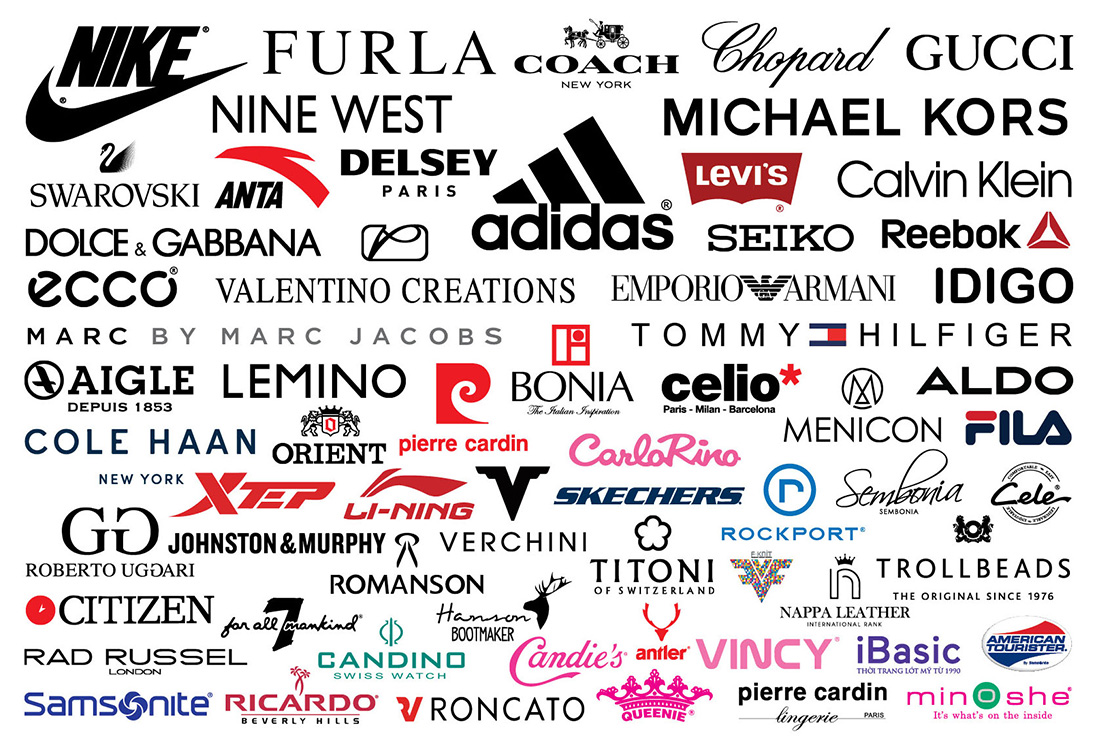 NIKE®
®
FURLA
COACH
NEW YORK
Chopard
GUCCI
NINE WEST
MICHAEL KORS
SWAROVSKI
ANTA
DELSEY
PARIS
adidas®
LEVI'S
®
Calvin Klein
DOLCE & GABBANA
SEIKO
Reebok
ecco®
VALENTINO CREATIONS
EMPORIO ARMANI
IDIGO
MARC BY MARC JACOBS
TOMMY HILFIGER
AIGLE
DEPUIS 1853
LEMINO
BONIA
The Italian Inspiration
celio*
Paris - Milan - Barcelona
ALDO
COLE HAAN
NEW YORK
ORIENT
pierre cardin
CarloRino
MENICON
FILA
XTEP
LI-NING
SKECHERS
r
ROCKPORT®
Sembonia
SEMBONIA
COMFORTABLE
Cele®
GG
ROBERTO UGGARI
JOHNSTON & MURPHY
ROMANSON
VERCHINI
TITONI
OF SWITZERLAND
n
NAPPA LEATHER
INTERNATIONAL RANK
TROLLBEADS
THE ORIGINAL SINCE 1976
CITIZEN
for all 7 mankind®
Hanson
BOOTMAKER
RAD RUSSEL
LONDON
CANDINO
SWISS WATCH
Candie's®
antler®
VINCY®
iBasic
THỜI TRANG LÓT MỸ TỪ 1990
AMERICAN
TOURISTER®
By Samsonite
Samsonite®
RICARDO®
BEVERLY HILLS
RONCATO
QUEENIE®
pierre cardin
lingerie PARIS
minoshe®
It's what's on the inside